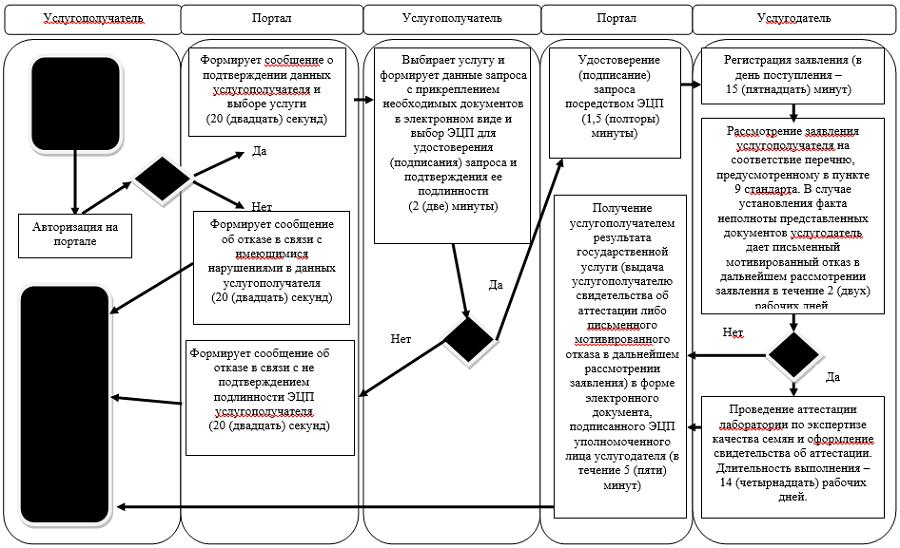 Услугополучатель
Портал
Услугополучатель
Портал
Услугодатель
Авторизация на
портале
Формирует сообщение о
подтверждении данных
услугополучателя и
выборе услуги
(20 (двадцать) секунд
Да
Нет
Формирует сообщение
об отказе в связи с
имеющимися
нарушениями в данных
услугополучателя
(20 (двадцать) секунд
Формирует сообщение об
отказе в связи с не
подтверждением
подлинности ЭЦП
услугополучателя
(20 (двадцать) секунд
Выбирает услугу и
формирует данные запроса
с прикреплением
необходимых документов
в электронном виде и
выбор ЭЦП для
удостоверения
(подписания) запроса и
подтверждения ее
подлинности
(2 (две) минуты)
Да
Нет
Удостоверение
(подписание)
запроса
посредством ЭЦП
(1,5 (полторы)
минуты)
Получение
услугополучателем
результата
государственной
услуги (выдача
услугополучателю
свидетельства об
аттестации либо
письменного
мотивированного
отказа в дальнейшем
рассмотрении
заявления) в форме
электронного
документа,
подписанного ЭЦП
уполномоченного
лица услугодателя (в
течение 5 (пяти)
минут)
Регистрация заявления (в
день поступления –
15 (пятнадцать) минут)
Рассмотрение заявления
услугополучателя на
соответствие перечню,
предусмотренному в пункте
9 стандарта. В случае
установления факта
неполноты представленных
документов услугодатель
дает письменный
мотивированный отказ в
дальнейшем рассмотрении
заявления в течение 2 (двух)
рабочих дней
Нет
Да
Проведение аттестации
лаборатории по экспертизе
качества семян и оформление
свидетельства об аттестации.
Длительность выполнения –
14 (четырнадцать) рабочих
дней.